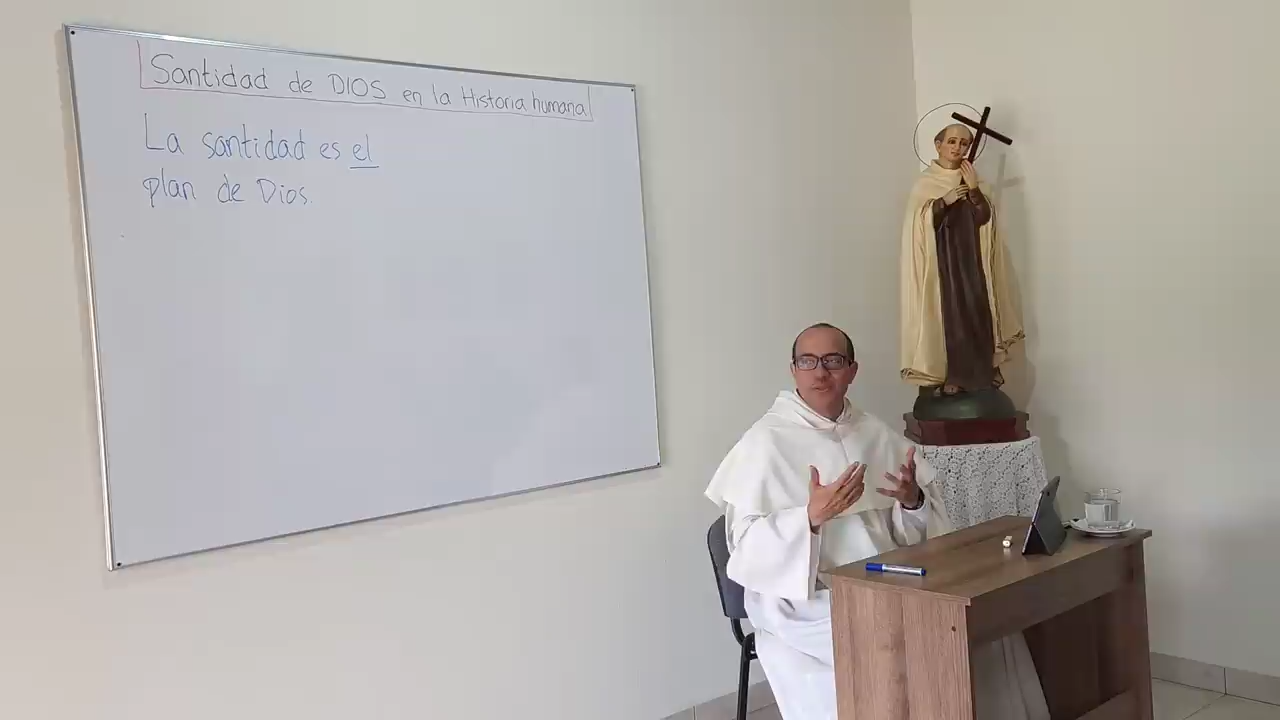 Santidad de DIOS en la Historia humana
La santidad es el
plan de Dios.